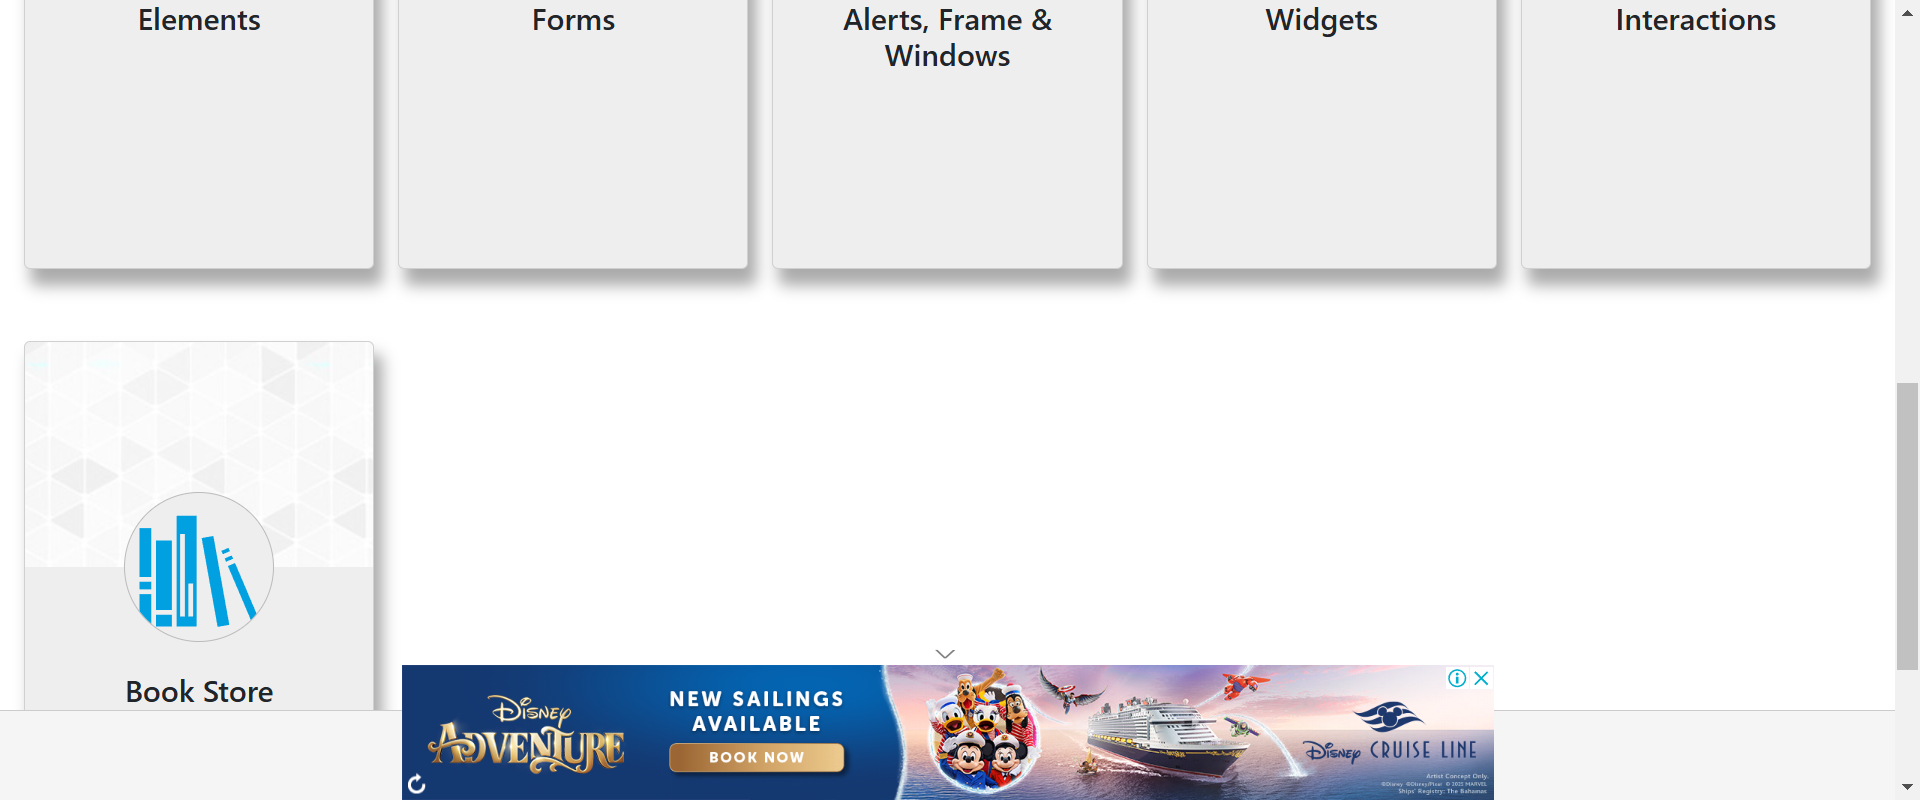 Elements
Forms
Alerts, Frame &
Windows
Widgets
Interactions
Book Store
Disney
ADVENTURE
NEW SAILINGS
AVAILABLE
BOOK NOW
Disney CRUISE LINE
Artist Concept Only.
©Disney ©Disney/Pixar © 2025 MARVEL
Ships' Registry: The Bahamas